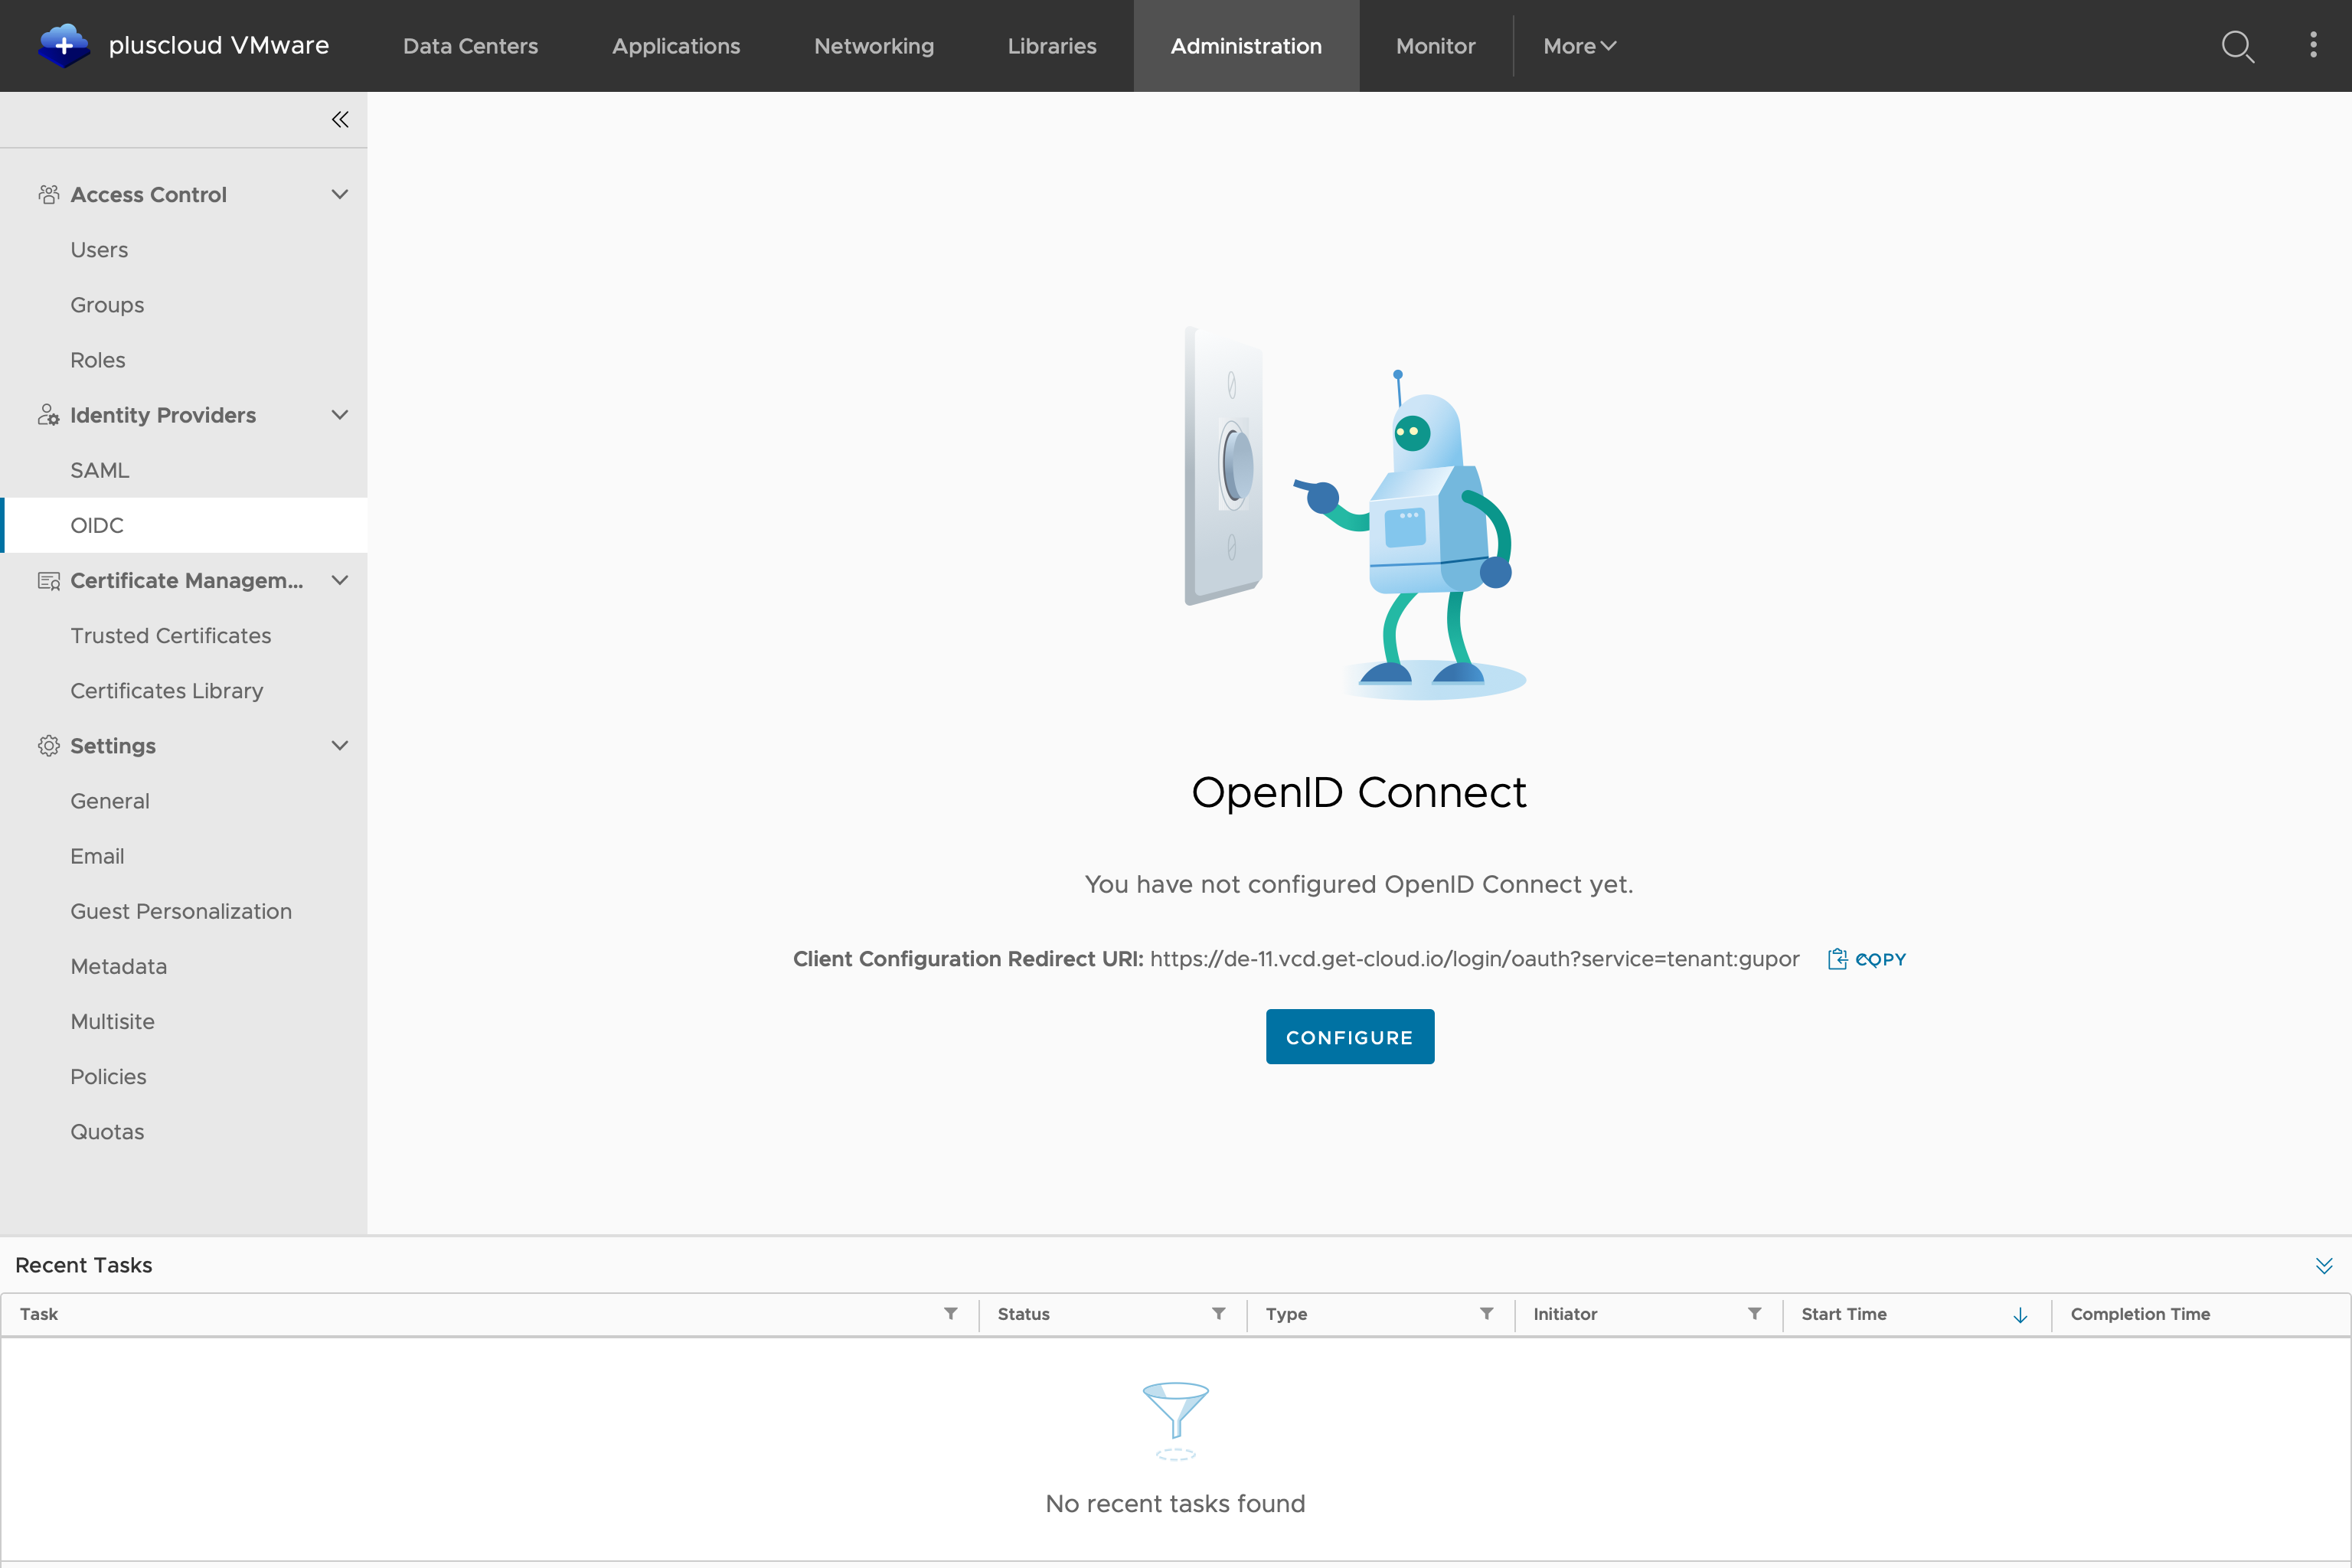 pluscloud VMware
Data Centers
Applications
Networking
Libraries
Administration
Monitor
More
Access Control
Users
Groups
Roles
Identity Providers
SAML
OIDC
Certificate Managem...
Trusted Certificates
Certificates Library
Settings
General
Email
Guest Personalization
Metadata
Multisite
Policies
Quotas
OpenID Connect
You have not configured OpenID Connect yet.
Client Configuration Redirect URI: https://de-11.vcd.get-cloud.io/login/oauth?service=tenant:gupor COPY
CONFIGURE
Recent Tasks
Task Status Type Initiator Start Time Completion Time
No recent tasks found